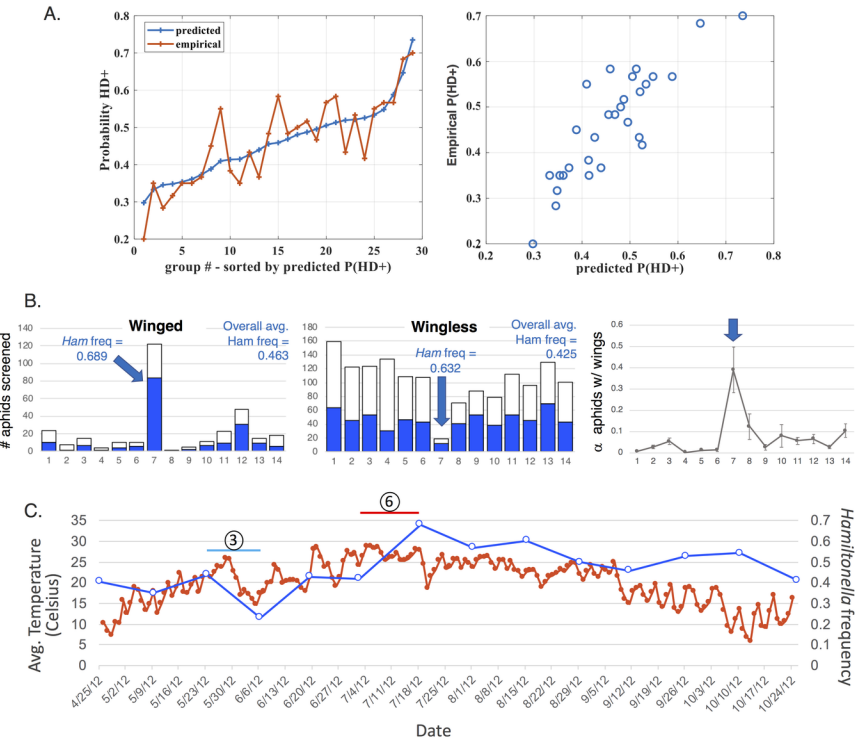 A.
predicted
empirical
Probability HD+
0.8
0.7
0.6
0.5
0.4
0.3
0.2
0 5 10 15 20 25 30
group # - sorted by predicted P(HD+)
Empirical P(HD+)
0.8
0.7
0.6
0.5
0.4
0.3
0.2
0.2 0.3 0.4 0.5 0.6 0.7 0.8
predicted P(HD+)
B.
# aphids screened
Winged
Ham freq =
0.689
Overall avg.
Ham freq =
0.463
140
120
100
80
60
40
20
0
1 2 3 4 5 6 7 8 9 10 11 12 13 14
Wingless
Ham freq =
0.632
Overall avg.
Ham freq =
0.425
180
160
140
120
100
80
60
40
20
0
1 2 3 4 5 6 7 8 9 10 11 12 13 14
α aphids w/ wings
0.6
0.5
0.4
0.3
0.2
0.1
0
1 2 3 4 5 6 7 8 9 10 11 12 13 14
C.
Avg. Temperature
(Celsius)
35
30
25
20
15
10
5
0
3
6
0.7
0.6
0.5
0.4
0.3
0.2
0.1
0
Hamiltonella frequency
4/25/12 5/2/12 5/9/12 5/16/12 5/23/12 5/30/12 6/6/12 6/13/12 6/20/12 6/27/12 7/4/12 7/11/12 7/18/12 7/25/12 8/1/12 8/8/12 8/15/12 8/22/12 8/29/12 9/5/12 9/12/12 9/19/12 9/26/12 10/3/12 10/10/12 10/17/12 10/24/12
Date